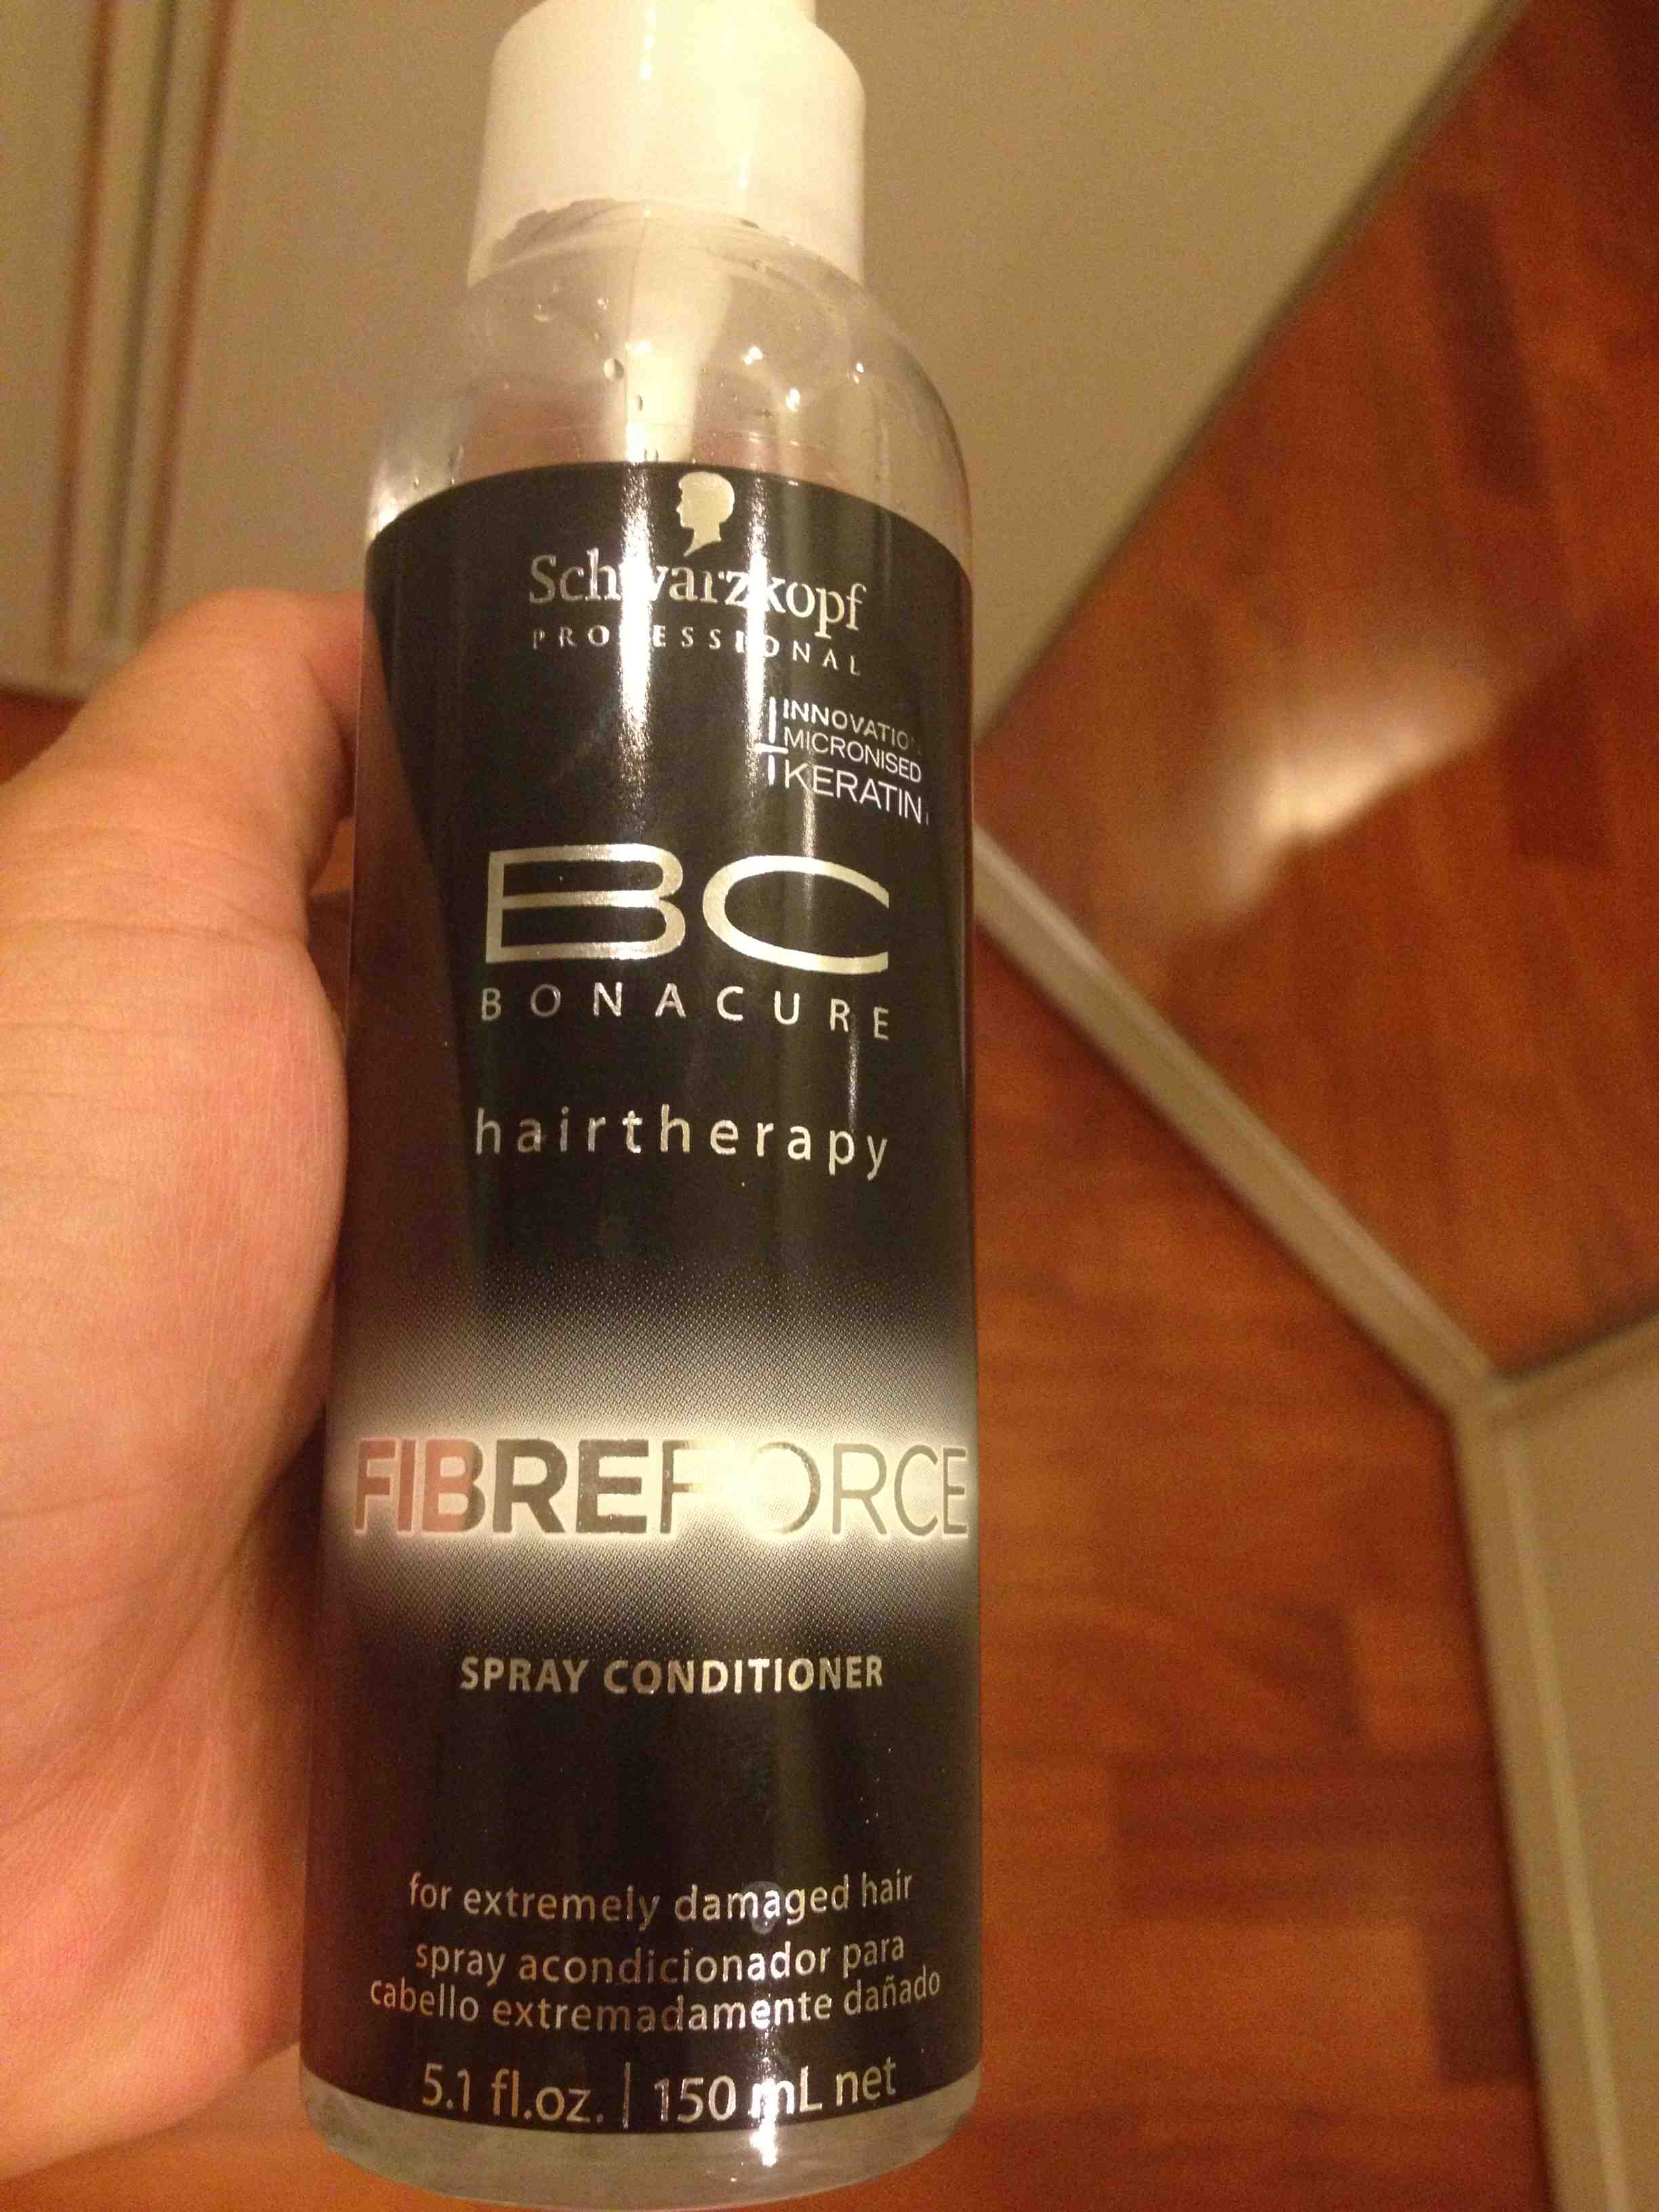 Schwarzkopf
PROFESSIONAL
INNOVATION
MICRONISED
KERATIN
BC
BONACURE
hairtherapy
FIBREFORCE
SPRAY CONDITIONER
for extremely damaged hair
spray acondicionador para
cabello extremadamente dañado
5.1 fl.oz. | 150 mL net